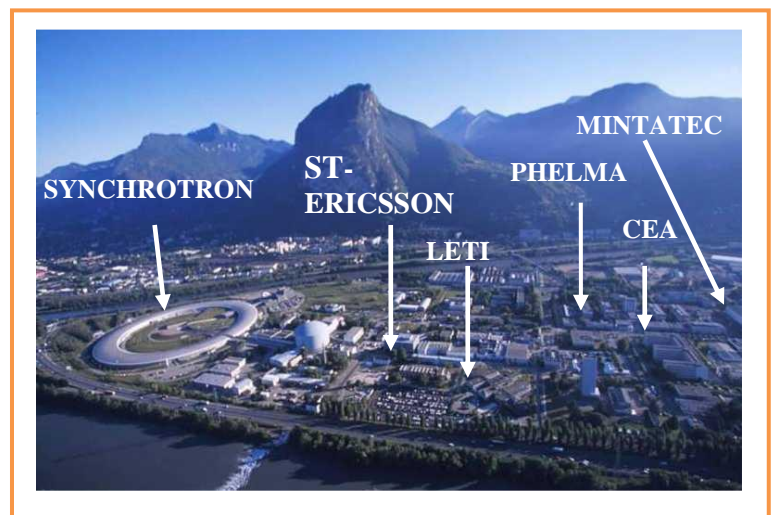 MINTATEC
SYNCHROTRON
ST-
ERICSSON
PHELMA
LETI
CEA